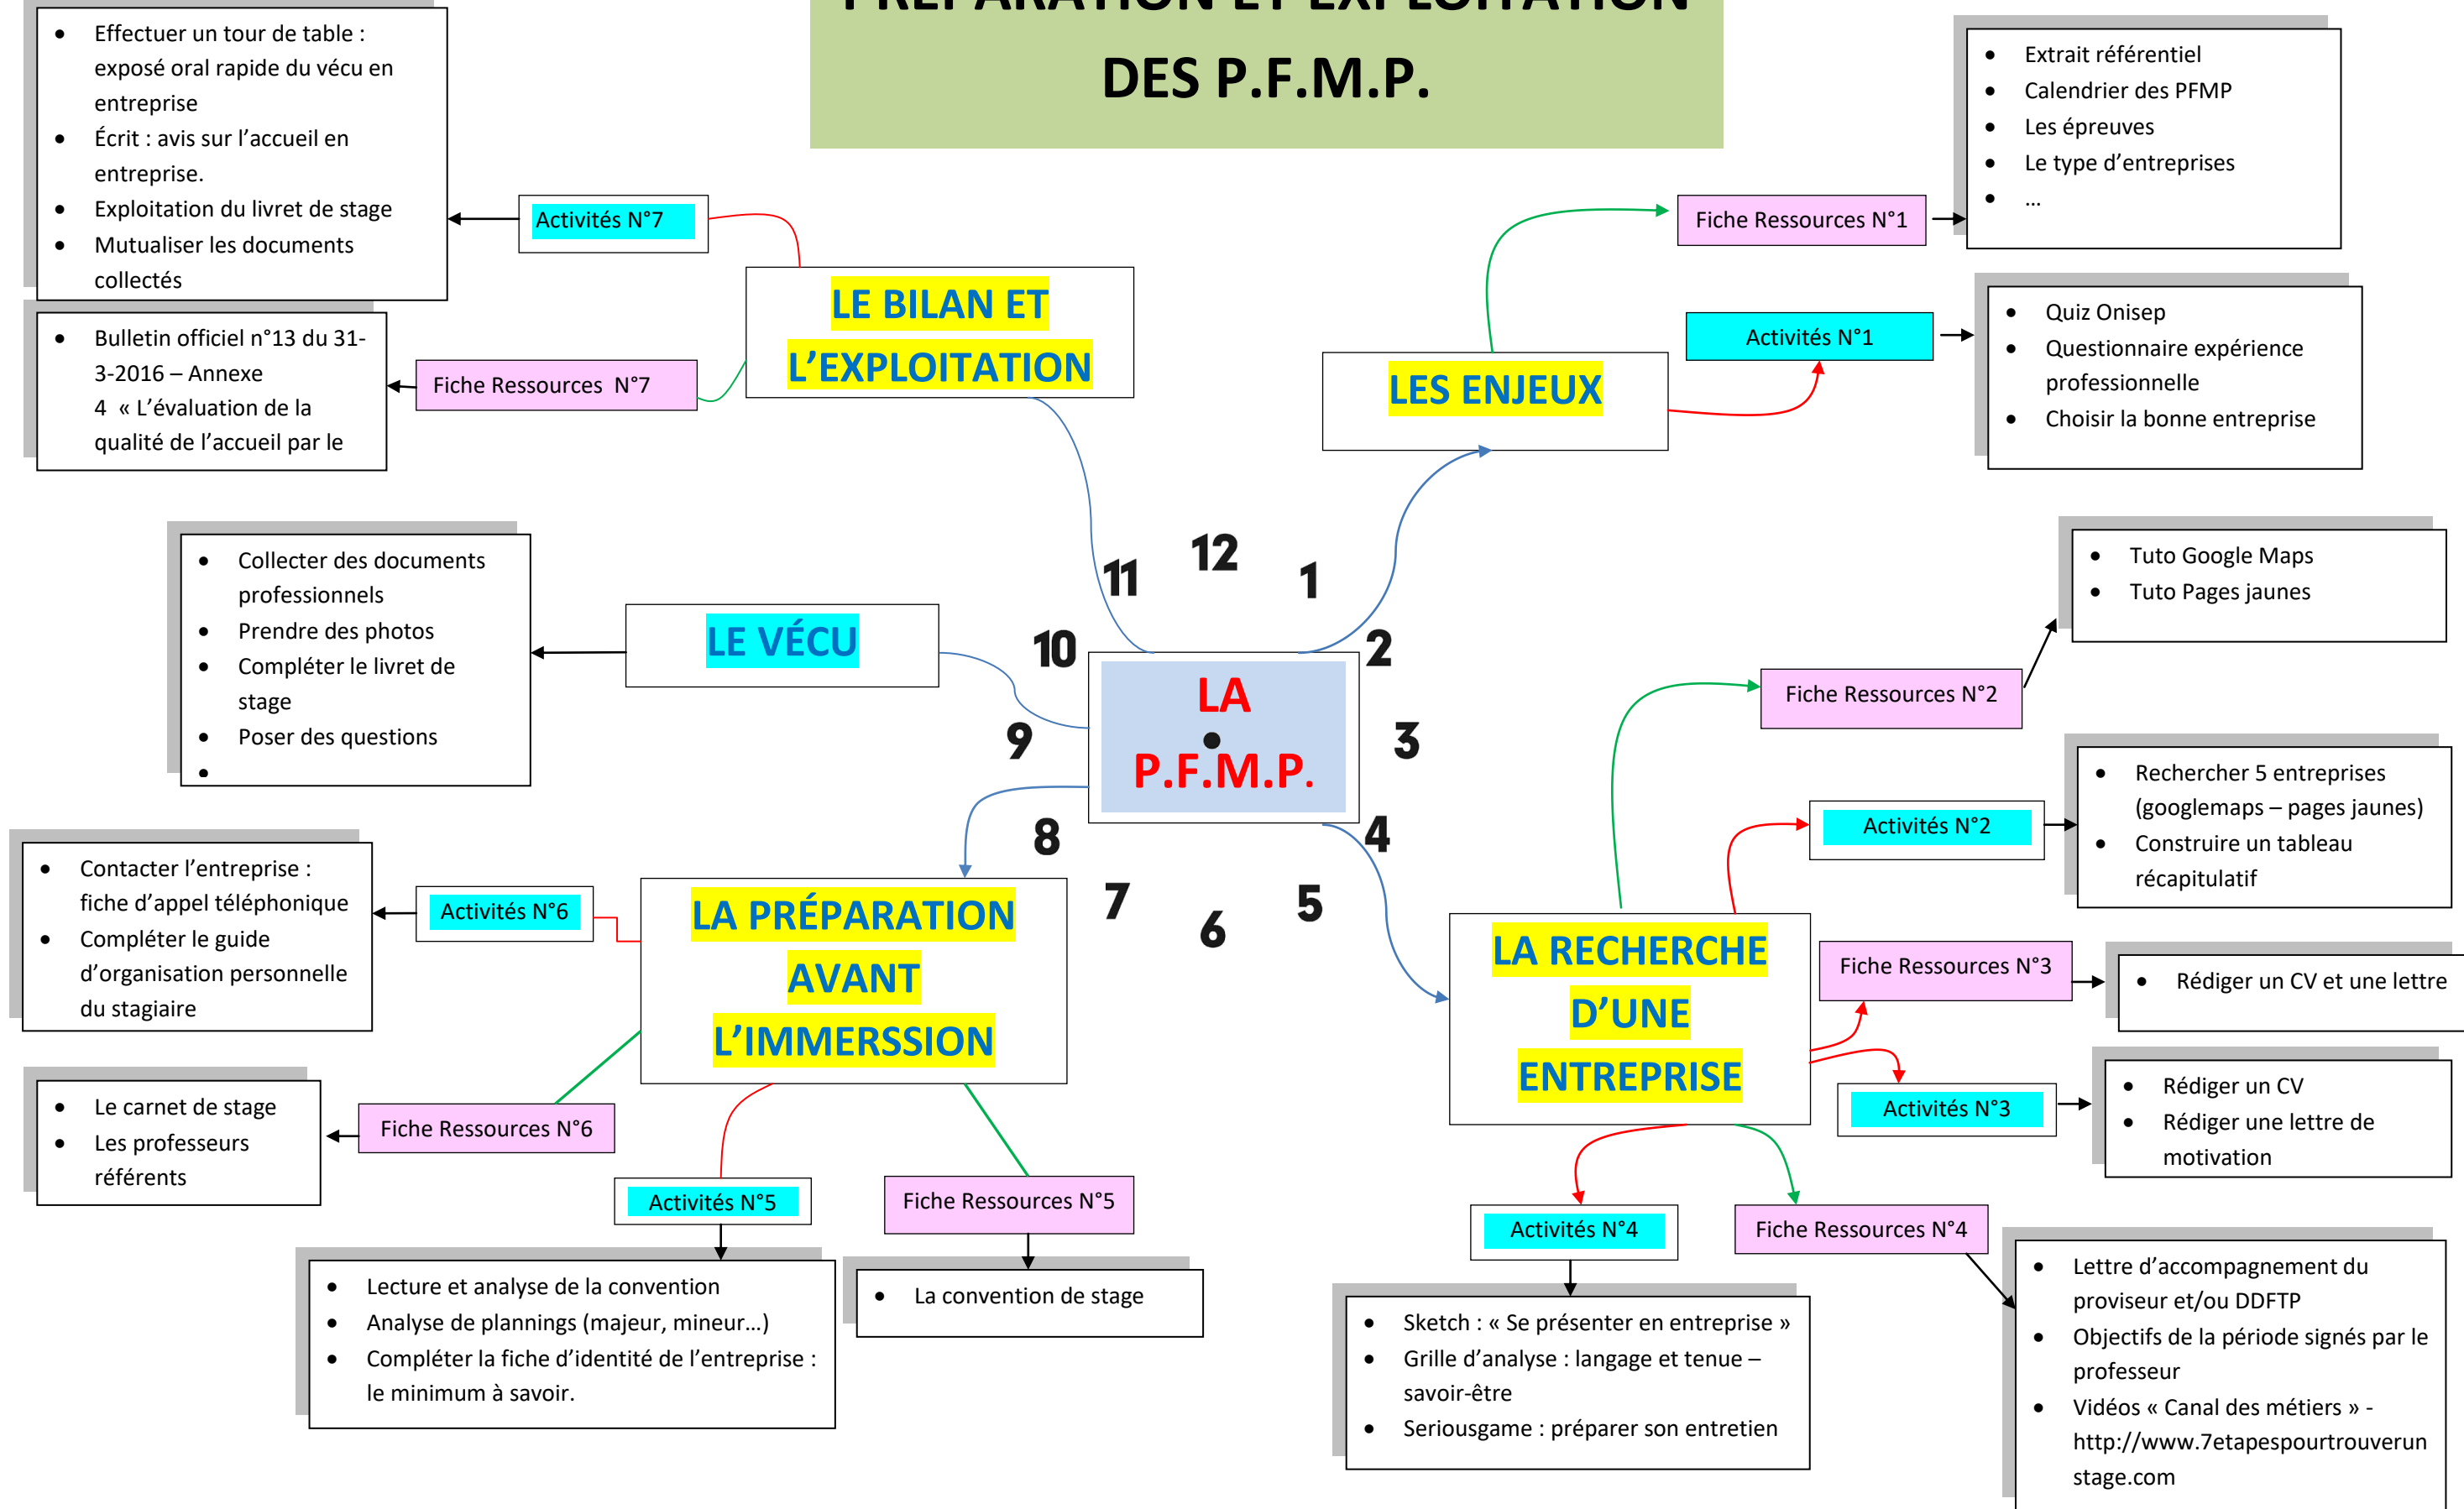 PRÉPARATION ET EXPLOITATION
DES P.F.M.P.
• Effectuer un tour de table :
exposé oral rapide du vécu en
entreprise
• Écrit : avis sur l’accueil en
entreprise.
• Exploitation du livret de stage
• Mutualiser les documents
collectés
Activités N°7
• Bulletin officiel n°13 du 31-
3-2016 – Annexe
4 « L’évaluation de la
qualité de l’accueil par le
Fiche Ressources N°7
LE BILAN ET
L’EXPLOITATION
LES ENJEUX
Fiche Ressources N°1
• Extrait référentiel
• Calendrier des PFMP
• Les épreuves
• Le type d’entreprises
• …
Activités N°1
• Quiz Onisep
• Questionnaire expérience
professionnelle
• Choisir la bonne entreprise
• Collecter des documents
professionnels
• Prendre des photos
• Compléter le livret de
stage
• Poser des questions
•
LE VÉCU
12
11
1
10
2
9
3
8
4
7
5
6
LA
P.F.M.P.
• Tuto Google Maps
• Tuto Pages jaunes
Fiche Ressources N°2
• Rechercher 5 entreprises
(googlemaps – pages jaunes)
• Construire un tableau
récapitulatif
Activités N°2
LA RECHERCHE
D’UNE
ENTREPRISE
Fiche Ressources N°3
• Rédiger un CV et une lettre
Activités N°3
• Rédiger un CV
• Rédiger une lettre de
motivation
• Contacter l’entreprise :
fiche d’appel téléphonique
• Compléter le guide
d’organisation personnelle
du stagiaire
Activités N°6
LA PRÉPARATION
AVANT
L’IMMERSSION
• Le carnet de stage
• Les professeurs
référents
Fiche Ressources N°6
Activités N°5
Fiche Ressources N°5
• Lecture et analyse de la convention
• Analyse de plannings (majeur, mineur…)
• Compléter la fiche d’identité de l’entreprise :
le minimum à savoir.
• La convention de stage
Activités N°4
Fiche Ressources N°4
• Sketch : « Se présenter en entreprise »
• Grille d’analyse : langage et tenue –
savoir-être
• Seriousgame : préparer son entretien
• Lettre d’accompagnement du
proviseur et/ou DDFTP
• Objectifs de la période signés par le
professeur
• Vidéos « Canal des métiers » -
http://www.7etapespourtrouverun
stage.com